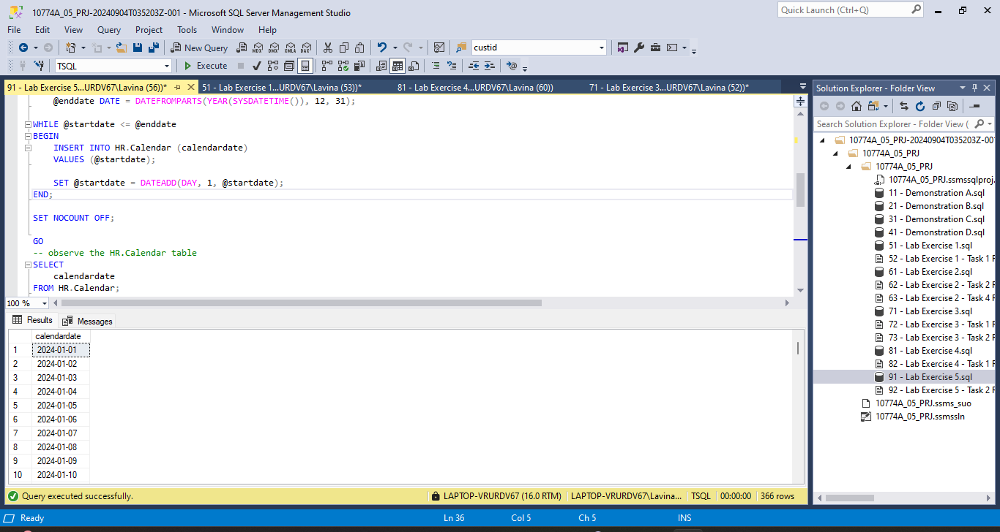 10774A_05_PRJ-20240904T035203Z-001 - Microsoft SQL Server Management Studio
Quick Launch (Ctrl+Q)
File Edit View Query Project Tools Window Help
New Query MDX DMX XMLA DAX custid
TSQL Execute
91 - Lab Exercise 5...URDV67\Lavina (56))* 51 - Lab Exercise 1...URDV67\Lavina (53))* 81 - Lab Exercise 4...URDV67\Lavina (60)) 71 - Lab Exercise 3...URDV67\Lavina (52))*
@enddate DATE = DATEFROMPARTS(YEAR(SYSDATETIME()), 12, 31);
WHILE @startdate <= @enddate
BEGIN
INSERT INTO HR.Calendar (calendardate)
VALUES (@startdate);
SET @startdate = DATEADD(DAY, 1, @startdate);
END;
SET NOCOUNT OFF;
GO
-- observe the HR.Calendar table
SELECT
calendardate
FROM HR.Calendar;
100 %
Results Messages
calendardate
1 2024-01-01
2 2024-01-02
3 2024-01-03
4 2024-01-04
5 2024-01-05
6 2024-01-06
7 2024-01-07
8 2024-01-08
9 2024-01-09
10 2024-01-10
Query executed successfully. LAPTOP-VRURDV67 (16.0 RTM) LAPTOP-VRURDV67\Lavina... TSQL 00:00:00 366 rows
Solution Explorer - Folder View
Search Solution Explorer - Folder View (
10774A_05_PRJ-20240904T035203Z-001
10774A_05_PRJ
10774A_05_PRJ
10774A_05_PRJ.ssmssqlproj.
11 - Demonstration A.sql
21 - Demonstration B.sql
31 - Demonstration C.sql
41 - Demonstration D.sql
51 - Lab Exercise 1.sql
52 - Lab Exercise 1 - Task 1 F
61 - Lab Exercise 2.sql
62 - Lab Exercise 2 - Task 2 F
63 - Lab Exercise 2 - Task 4 F
71 - Lab Exercise 3.sql
72 - Lab Exercise 3 - Task 1 F
73 - Lab Exercise 3 - Task 2 F
81 - Lab Exercise 4.sql
82 - Lab Exercise 4 - Task 1 F
91 - Lab Exercise 5.sql
92 - Lab Exercise 5 - Task 2 F
10774A_05_PRJ.ssms_suo
10774A_05_PRJ.ssmssln
Ready Ln 36 Col 5 Ch 5 INS